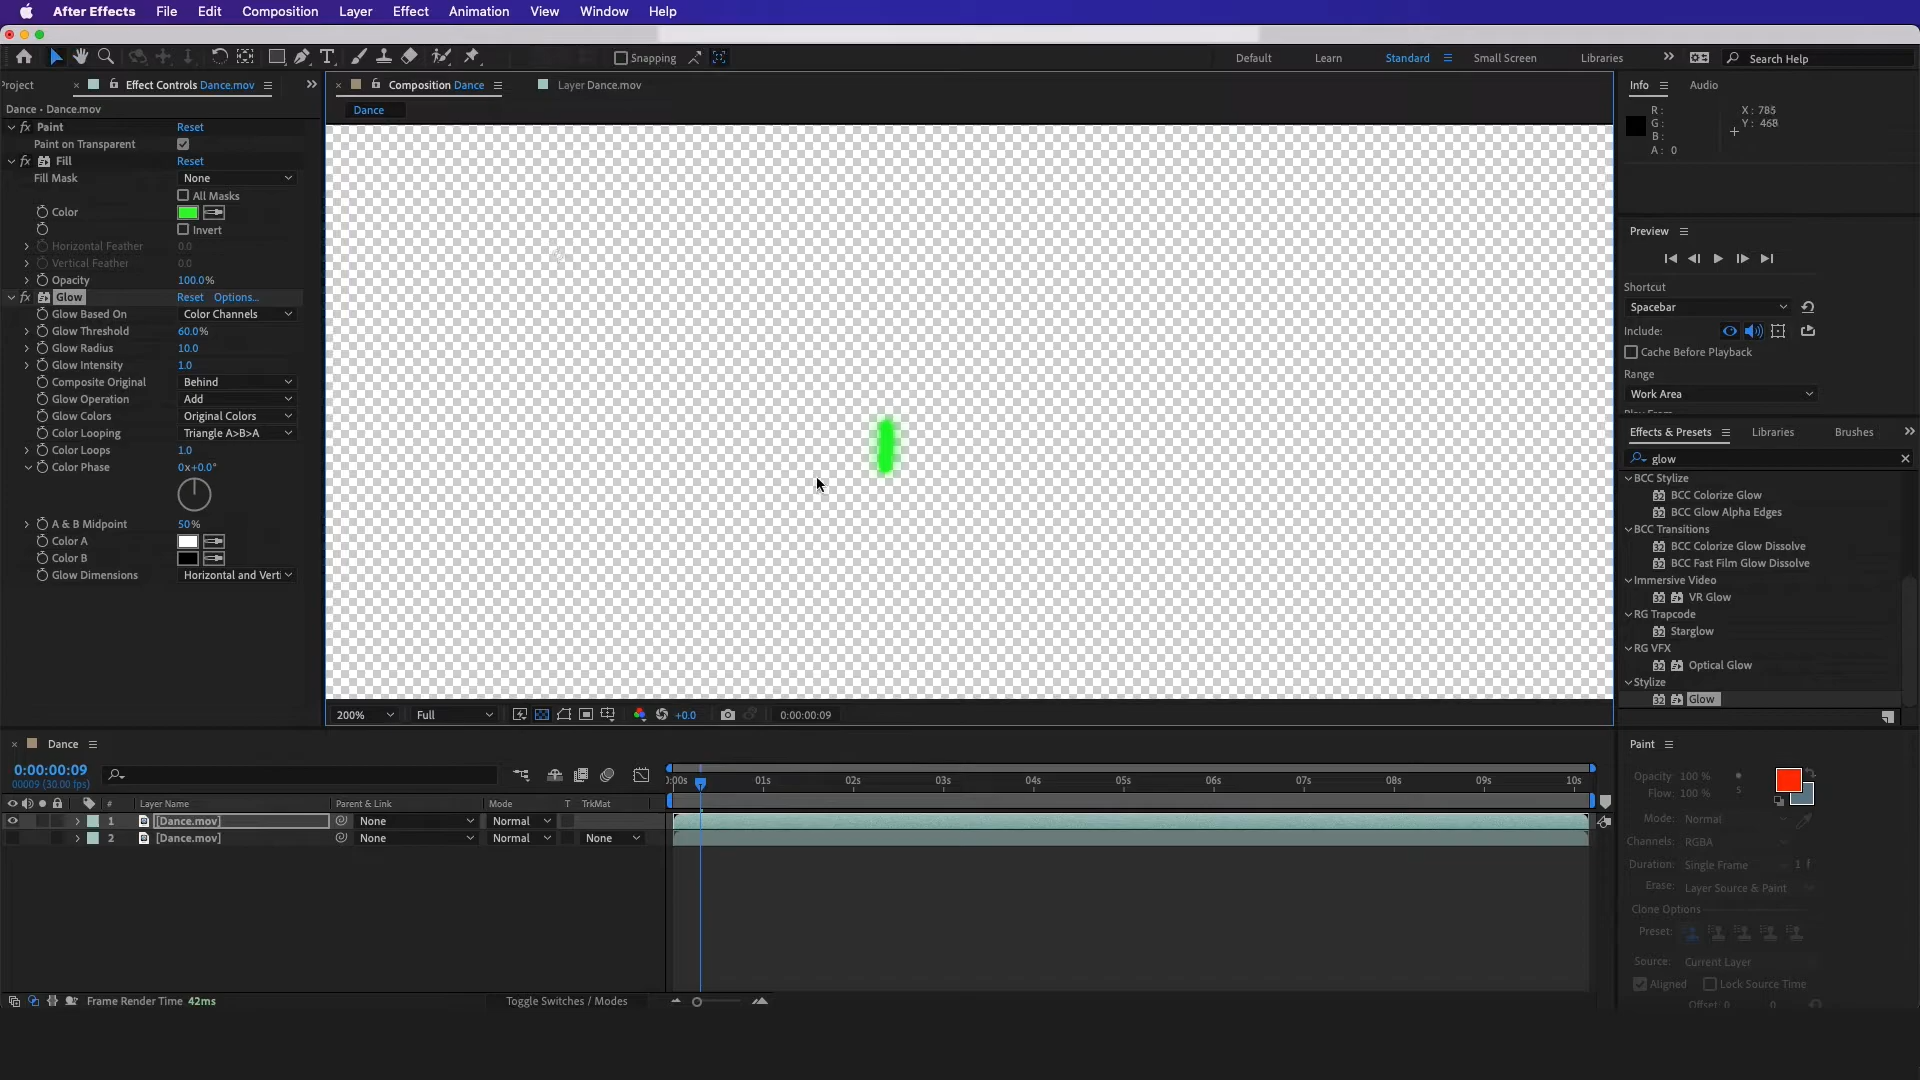 After Effects File Edit Composition Layer Effect Animation View Window Help
Snapping Default Learn Standard Small Screen Libraries Search Help
Project Effect Controls Dance.mov
Dance • Dance.mov
Paint Reset
Paint on Transparent
Fill Reset
Fill Mask None
All Masks
Color
Invert
Horizontal Feather 0.0
Vertical Feather 0.0
Opacity 100.0%
Glow Reset Options...
Glow Based On Color Channels
Glow Threshold 60.0%
Glow Radius 10.0
Glow Intensity 1.0
Composite Original Behind
Glow Operation Add
Glow Colors Original Colors
Color Looping Triangle A>B>A
Color Loops 1.0
Color Phase 0x+0.0°
A & B Midpoint 50%
Color A
Color B
Glow Dimensions Horizontal and Verti
Composition Dance Layer Dance.mov
Dance
200% Full +0.0 0:00:00:09
Info Audio
R: X: 785
G: Y: 468
B:
A: 0
Preview
Shortcut
Spacebar
Include:
Cache Before Playback
Range
Work Area
Play From
Effects & Presets Libraries Brushes
glow
BCC Stylize
BCC Colorize Glow
BCC Glow Alpha Edges
BCC Transitions
BCC Colorize Glow Dissolve
BCC Fast Film Glow Dissolve
Immersive Video
VR Glow
RG Trapcode
Starglow
RG VFX
Optical Glow
Stylize
Glow
Dance
0:00:00:09
00009 (30.00 fps)
# Layer Name Parent & Link Mode T TrkMat
1 [Dance.mov] None Normal
2 [Dance.mov] None Normal None
:00s 01s 02s 03s 04s 05s 06s 07s 08s 09s 10s
Frame Render Time 42ms Toggle Switches / Modes
Paint
Opacity: 100 %
Flow: 100 % 5
Mode: Normal
Channels: RGBA
Duration: Single Frame 1 f
Erase: Layer Source & Paint
Clone Options
Preset:
Source: Current Layer
Aligned Lock Source Time
Offset: 0 0